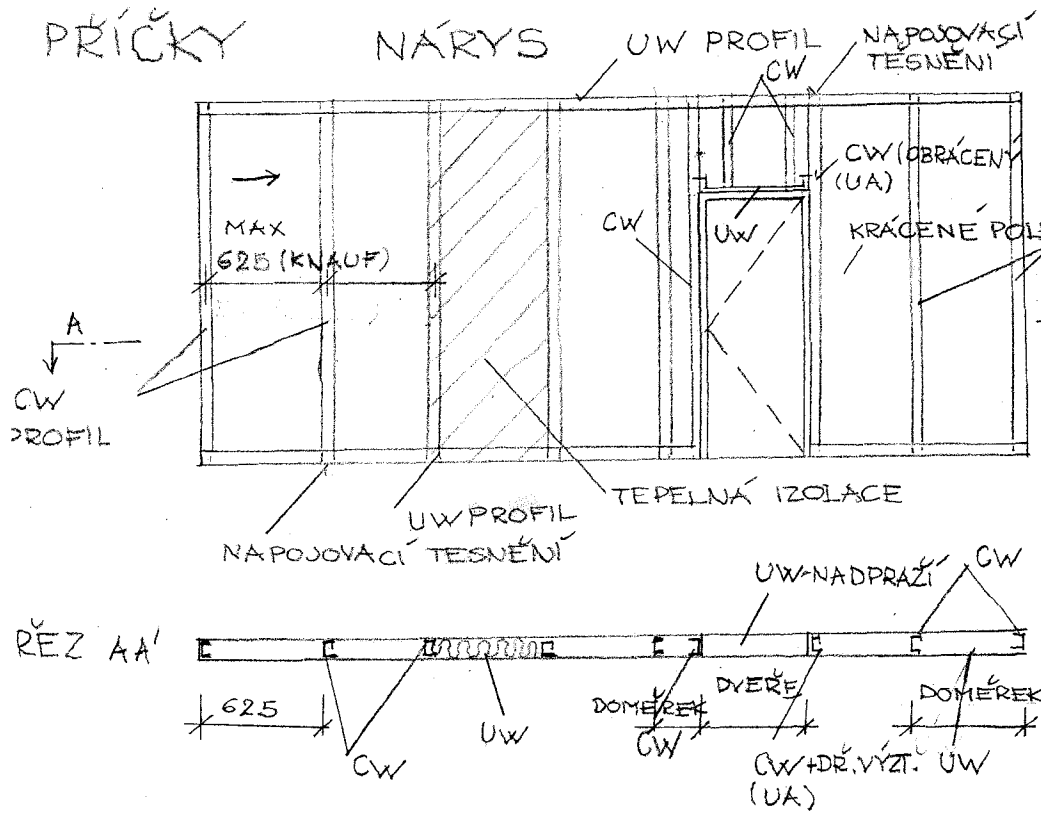 PŘÍČKY NÁRYS
UW PROFIL
CW
NAPOJOVACÍ
TĚSNĚNI
CW (OBRÁCENÝ
(UA)
MAX
625 (KNAUF)
CW
UW
KRÁCENÉ POLE
A
CW
PROFIL
TEPELNÁ IZOLACE
UW PROFIL
NAPOJOVACÍ TESNĚNÍ
UW-NADPRAŽÍ
CW
ŘEZ AA'
625
CW
UW
DOMĚREK
CW
DVEŘE
CW+DŘ.VÝZT.
(UA)
UW
DOMĚREK